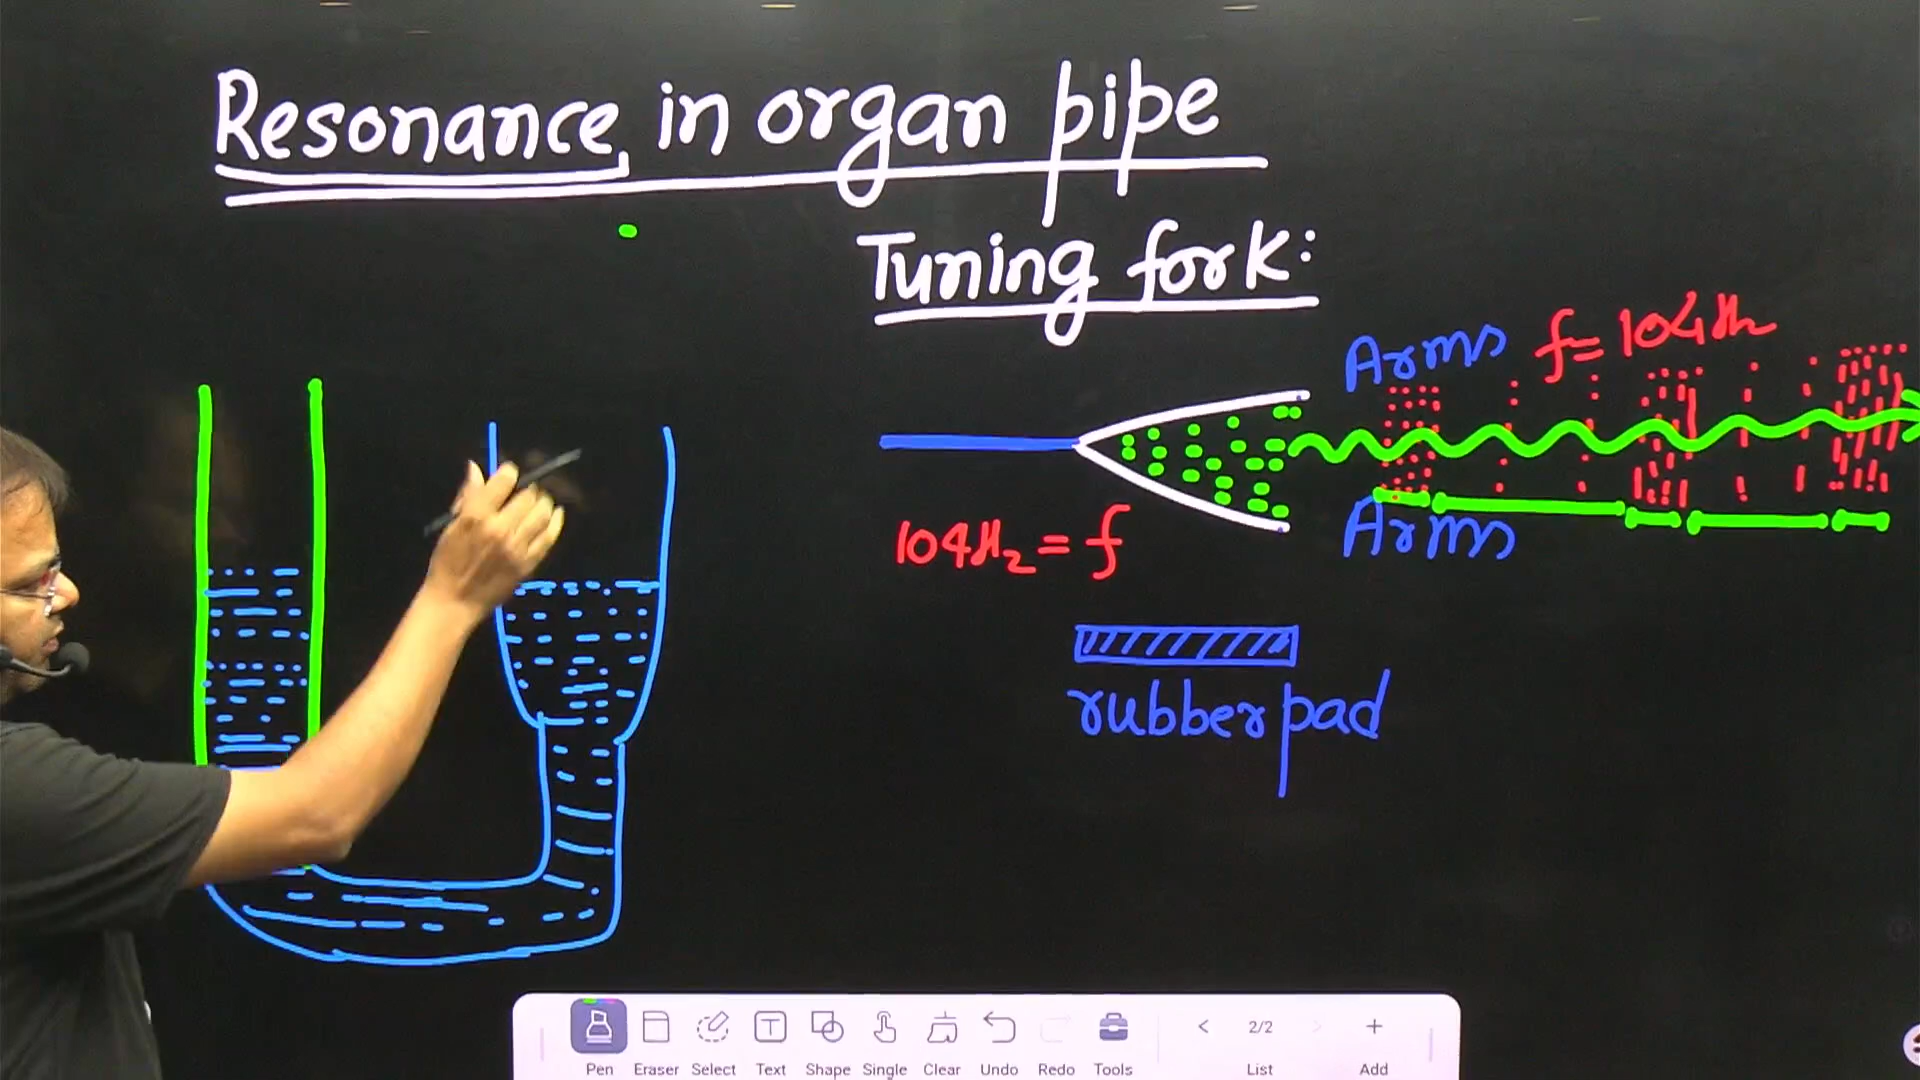 Resonance in organ pipe
Tuning fork:
Arms f = 104Hz
104Hz = f
Arms
rubber pad
Pen Eraser Select Text Shape Single Clear Undo Redo Tools < 2/2 > List + Add